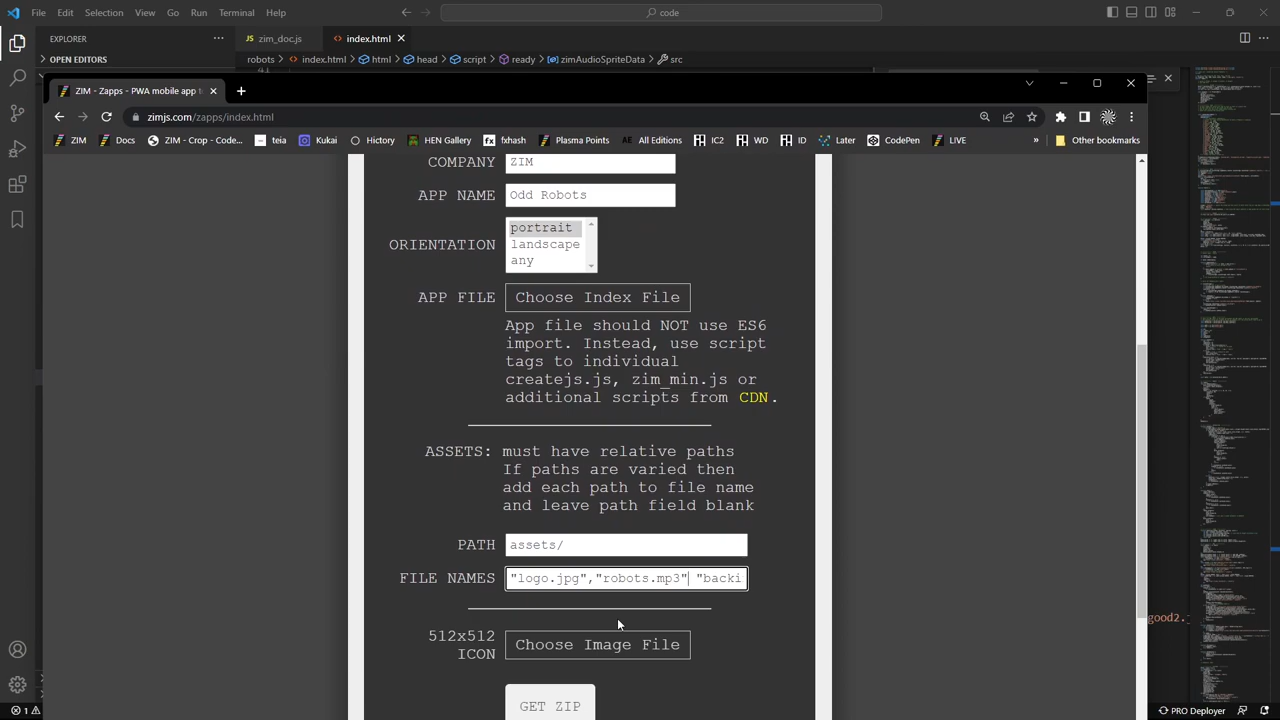 File Edit Selection View Go Run Terminal Help
code
EXPLORER
zim_doc.js
index.html
OPEN EDITORS
robots > index.html > html > head > script > ready > zimAudioSpriteData > src
ZIM - Zapps - PWA mobile app t
zimjs.com/zapps/index.html
ZIM Docs ZIM - Crop - Code... teia Kukai Octory HEN Gallery fxhash Plasma Point All Editions IC2 WD ID Later CodePen LIVE » Other bookmarks
COMPANY ZIM
APP NAME Odd Robots
ORIENTATION portrait
landscape
any
APP FILE Choose Index File
App file should NOT use ES6
import. Instead, use script
tags to individual
createjs.js, zim_min.js or
additional scripts from CDN.
ASSETS: must have relative paths
If paths are varied then
add each path to file name
and leave path field blank
PATH assets/
FILE NAMES "logo.jpg","robots.mp3" "backi
512x512
ICON
Choose Image File
GET ZIP
good2.
1
PRO Deployer